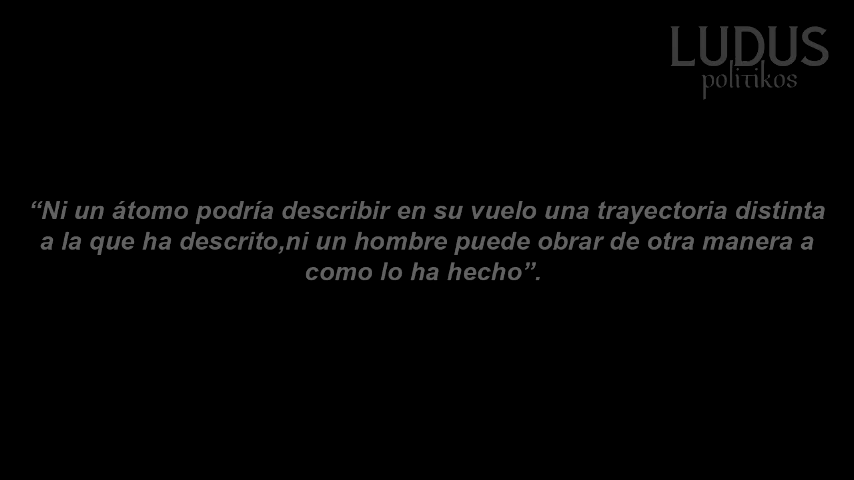 LUDUS
politikos
“Ni un átomo podría describir en su vuelo una trayectoria distinta
a la que ha descrito,ni un hombre puede obrar de otra manera a
como lo ha hecho”.